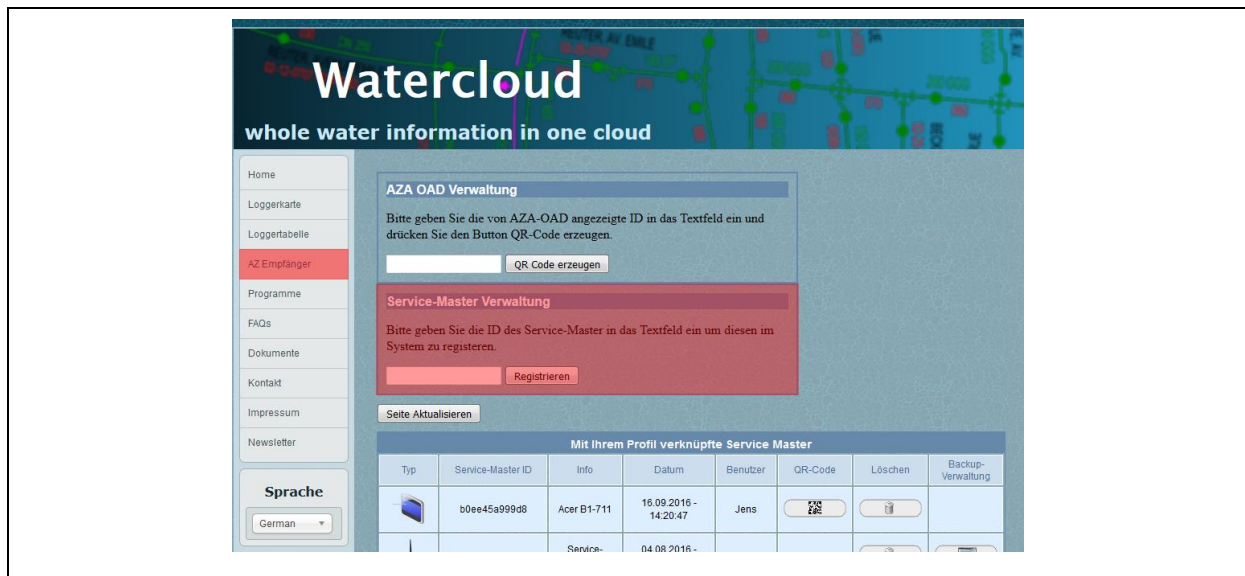 Watercloud
whole water information in one cloud
Home
Loggerkarte
Loggertabelle
AZ Empfänger
Programme
FAQs
Dokumente
Kontakt
Impressum
Newsletter
Sprache
German
AZA OAD Verwaltung
Bitte geben Sie die von AZA-OAD angezeigte ID in das Textfeld ein und
drücken Sie den Button QR-Code erzeugen.
QR Code erzeugen
Service-Master Verwaltung
Bitte geben Sie die ID des Service-Master in das Textfeld ein um diesen im
System zu registeren.
Registrieren
Seite Aktualisieren
Mit Ihrem Profil verknüpfte Service Master
Typ Service-Master ID Info Datum Benutzer QR-Code Löschen Backup-
Verwaltung
b0ee45a999d8 Acer B1-711 16.09.2016 -
14:20:47 Jens
Service- 04.08.2016 -